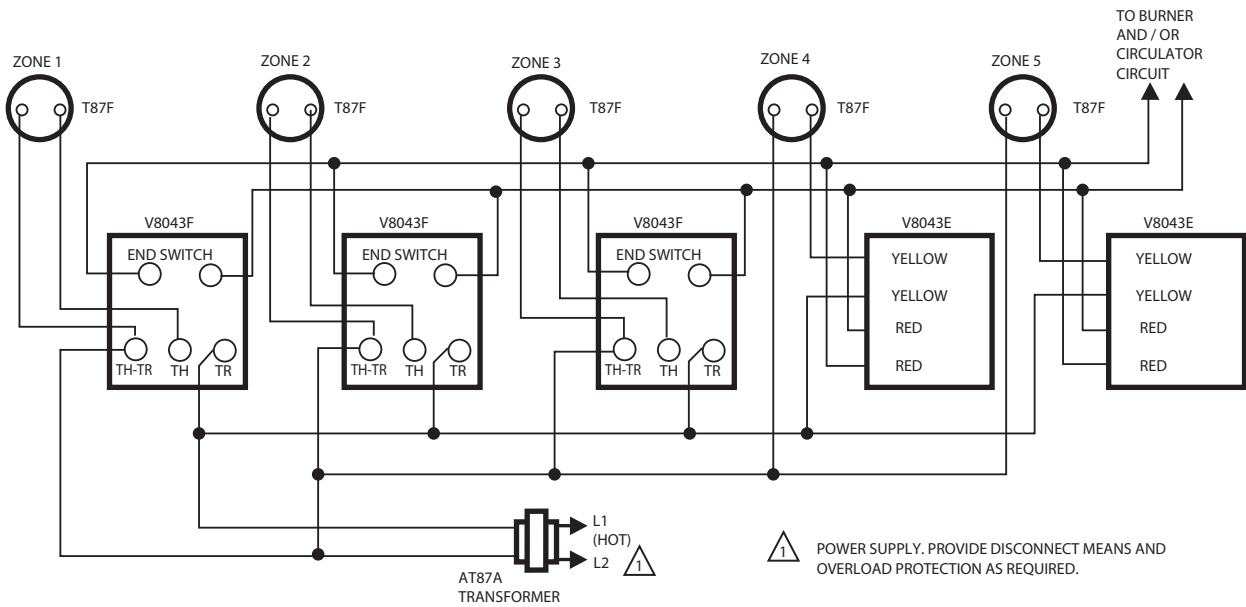 TO BURNER
AND / OR
CIRCULATOR
CIRCUIT
ZONE 1
ZONE 2
ZONE 3
ZONE 4
ZONE 5
T87F
T87F
T87F
T87F
T87F
V8043F
V8043F
V8043F
V8043E
V8043E
END SWITCH
END SWITCH
END SWITCH
YELLOW
YELLOW
YELLOW
YELLOW
RED
RED
RED
RED
TH-TR
TH
TR
TH-TR
TH
TR
TH-TR
TH
TR
L1
(HOT)
L2
1
AT87A
TRANSFORMER
1
POWER SUPPLY. PROVIDE DISCONNECT MEANS AND
OVERLOAD PROTECTION AS REQUIRED.